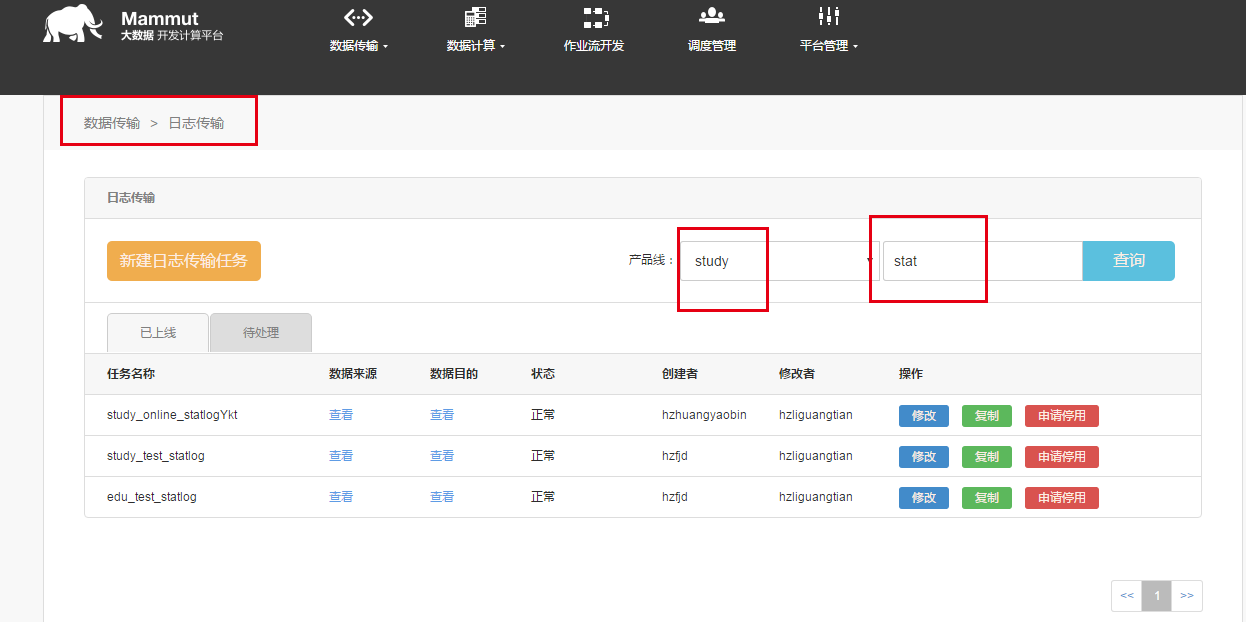 Mammut
大数据 开发计算平台
数据传输
数据计算
作业流开发
调度管理
平台管理
数据传输 > 日志传输
日志传输
新建日志传输任务
产品线： study stat 查询
已上线 待处理
任务名称 数据来源 数据目的 状态 创建者 修改者 操作
study_online_statlogYkt 查看 查看 正常 hzhuangyaobin hzliguangtian 修改 复制 申请停用
study_test_statlog 查看 查看 正常 hzfjd hzliguangtian 修改 复制 申请停用
edu_test_statlog 查看 查看 正常 hzfjd hzliguangtian 修改 复制 申请停用
<< 1 >>